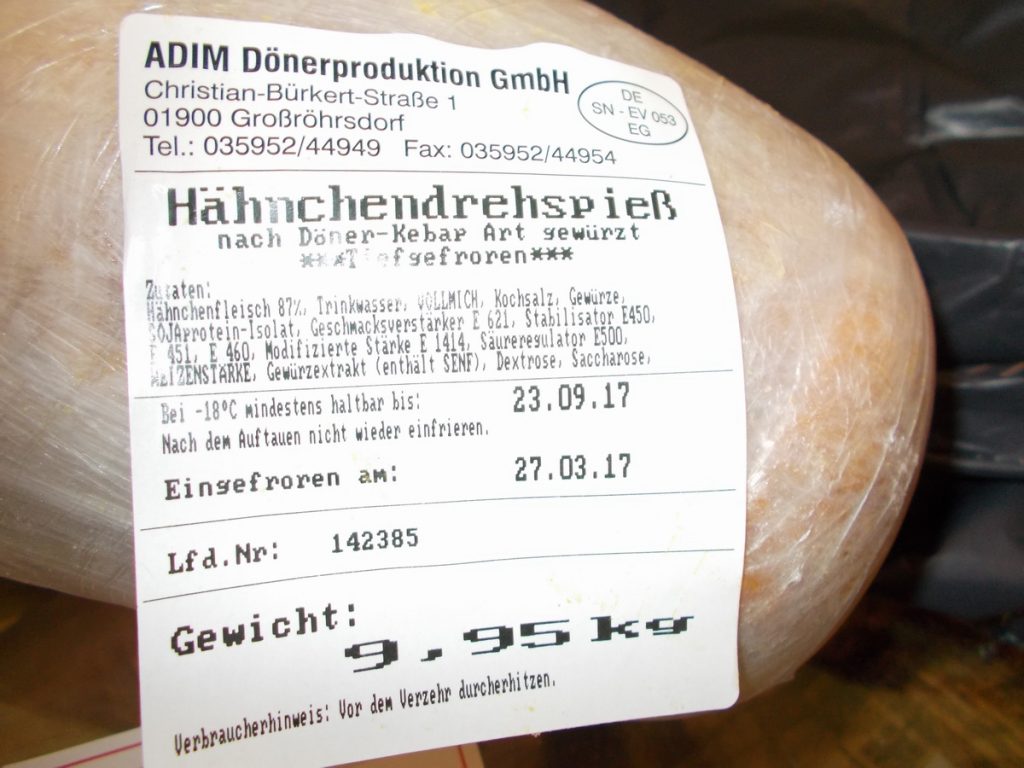 ADIM Dönerproduktion GmbH
Christian-Bürkert-Straße 1
01900 Großröhrsdorf
Tel.: 035952/44949 Fax: 035952/44954
DE
SN - EV 053
EG
Hähnchendrehspieß
nach Döner-Kebap Art gewürzt
***Tiefgefroren***
Zutaten:
Hähnchenfleisch 87%, Trinkwasser, VOLLMICH, Kochsalz, Gewürze,
SOJAprotein-Isolat, Geschmacksverstärker E 621, Stabilisator E450,
E 451, E 460, Modifizierte Stärke E 1414, Säureregulator E500,
WEIZENSTÄRKE, Gewürzextrakt (enthält SENF), Dextrose, Saccharose,
Bei -18°C mindestens haltbar bis: 23.09.17
Nach dem Auftauen nicht wieder einfrieren.
Eingefroren am: 27.03.17
Lfd.Nr: 142385
Gewicht: 9,95 kg
Verbraucherhinweis: Vor dem Verzehr durcherhitzen.